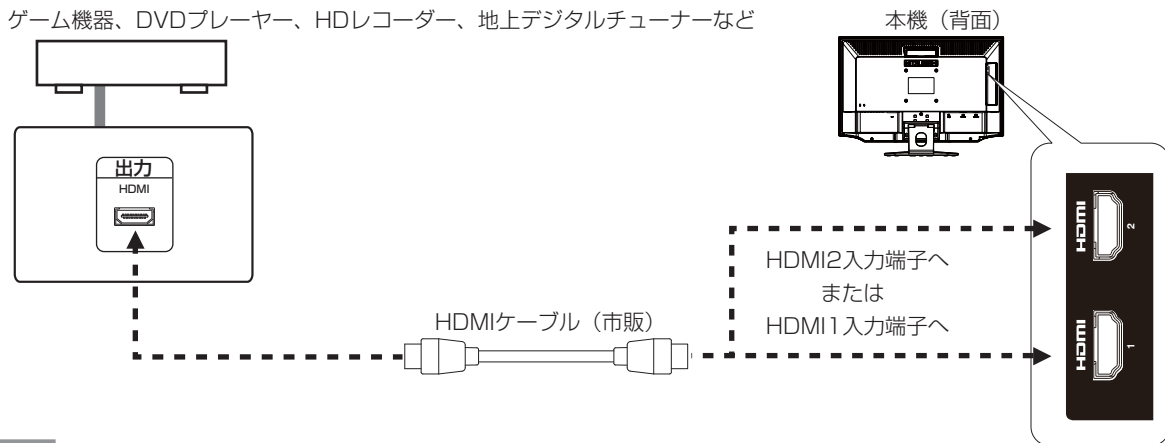 ゲーム機器、DVDプレーヤー、HDレコーダー、地上デジタルチューナーなど
本機（背面）
出力
HDMI
HDMI 2
HDMI2入力端子へ
または
HDMI1入力端子へ
HDMIケーブル（市販）
HDMI 1